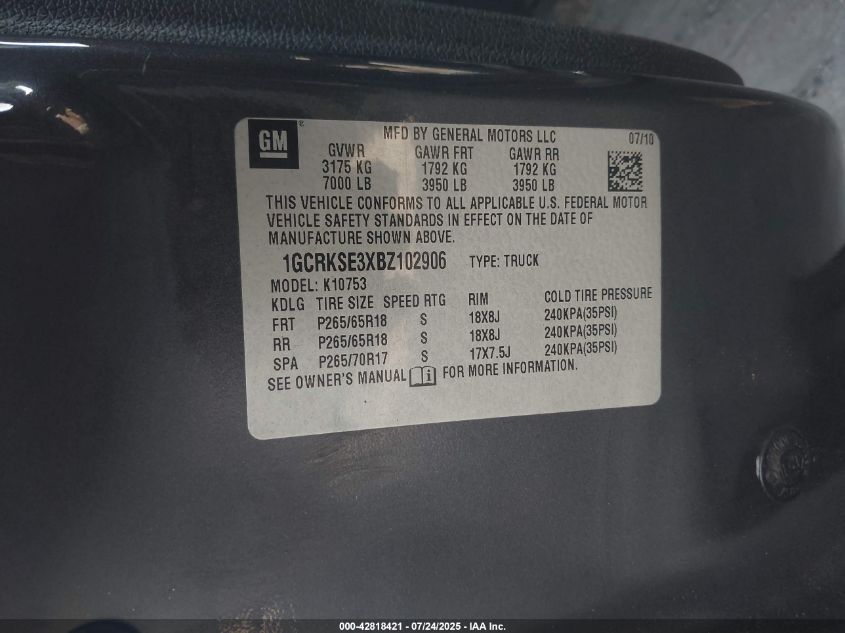 GM®
MFD BY GENERAL MOTORS LLC 07/10
GVWR GAWR FRT GAWR RR
3175 KG 1792 KG 1792 KG
7000 LB 3950 LB 3950 LB
THIS VEHICLE CONFORMS TO ALL APPLICABLE U.S. FEDERAL MOTOR
VEHICLE SAFETY STANDARDS IN EFFECT ON THE DATE OF
MANUFACTURE SHOWN ABOVE.
1GCRKSE3XBZ102906 TYPE: TRUCK
MODEL: K10753
KDLG TIRE SIZE SPEED RTG RIM COLD TIRE PRESSURE
FRT P265/65R18 S 18X8J 240KPA(35PSI)
RR P265/65R18 S 18X8J 240KPA(35PSI)
SPA P265/70R17 S 17X7.5J 240KPA(35PSI)
SEE OWNER'S MANUAL i FOR MORE INFORMATION.
000-42818421 - 07/24/2025 - IAA Inc.